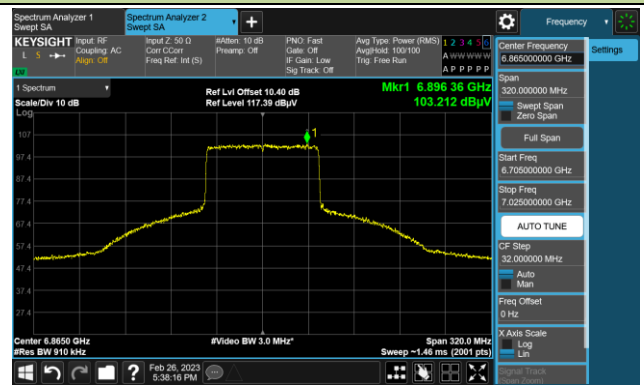 Spectrum Analyzer 1
Swept SA
Spectrum Analyzer 2
Swept SA
Frequency
KEYSIGHT
Input: RF
Coupling: AC
Align: Off
Input Z: 50 Ω
Corr CCorr
Freq Ref: Int (S)
#Atten: 10 dB
Preamp: Off
PNO: Fast
Gate: Off
IF Gain: Low
Sig Track: Off
Avg Type: Power (RMS)
Avg|Hold: 100/100
Trig: Free Run
1 2 3 4 5 6
A W W W W W
A P P P P P
1 Spectrum
Scale/Div 10 dB
Log
Ref Lvl Offset 10.40 dB
Ref Level 117.39 dBµV
Mkr1 6.896 36 GHz
103.212 dBµV
1
107
97.4
87.4
77.4
67.4
57.4
47.4
37.4
27.4
Center 6.8650 GHz
#Res BW 910 kHz
#Video BW 3.0 MHz*
Span 320.0 MHz
Sweep ~1.46 ms (2001 pts)
Feb 26, 2023
5:38:16 PM
Center Frequency
6.865000000 GHz
Settings
Span
320.000000 MHz
Swept Span
Zero Span
Full Span
Start Freq
6.705000000 GHz
Stop Freq
7.025000000 GHz
AUTO TUNE
CF Step
32.000000 MHz
Auto
Man
Freq Offset
0 Hz
X Axis Scale
Log
Lin
Signal Track
(Span Zoom)